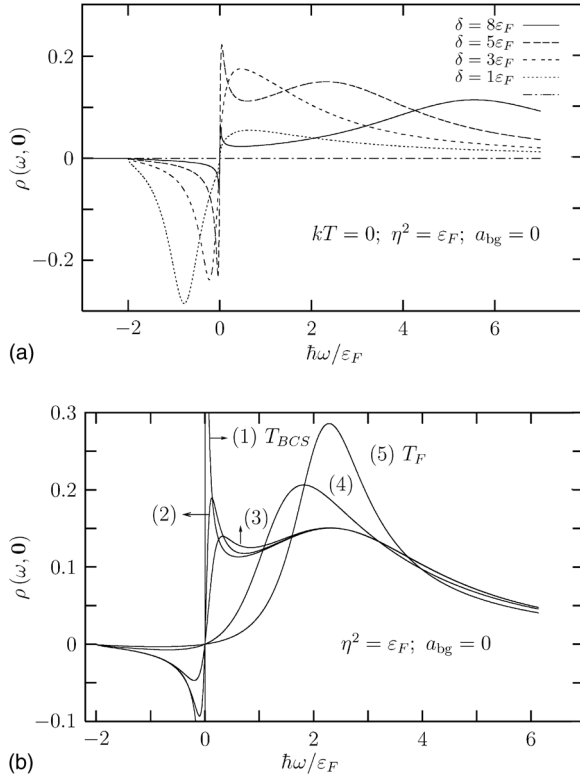 δ = 8ε_F
δ = 5ε_F
δ = 3ε_F
δ = 1ε_F
0.2
0.1
0
−0.2
ρ (ω, 0)
kT = 0; η² = ε_F; a_bg = 0
−2
0
2
4
6
(a)
ħω/ε_F
0.3
0.2
0.1
0
−0.1
ρ (ω, 0)
(1) T_BCS
(5) T_F
(4)
(2)
(3)
η² = ε_F; a_bg = 0
−2
0
2
4
6
(b)
ħω/ε_F